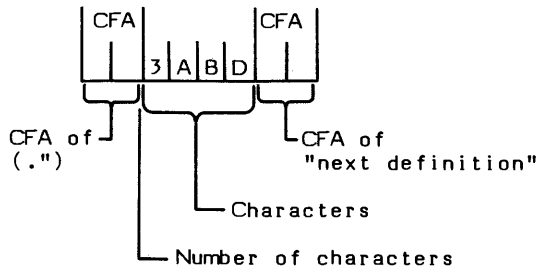 CFA CFA
3 A B D
CFA of CFA of
(.") "next definition"
Characters
Number of characters